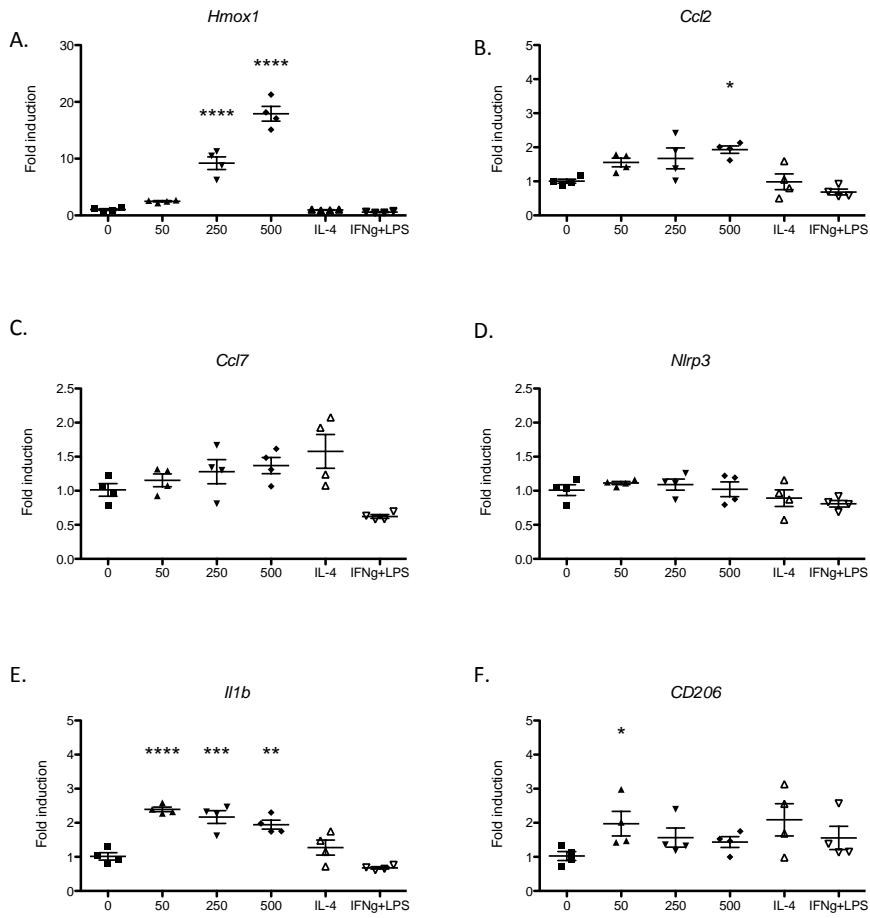 A.
Hmox1
Fold induction
30
20
10
0
****
****
0 50 250 500 IL-4 IFNg+LPS
B.
Ccl2
Fold induction
5
4
3
2
1
0
*
0 50 250 500 IL-4 IFNg+LPS
C.
Ccl7
Fold induction
2.5
2.0
1.5
1.0
0.5
0.0
0 50 250 500 IL-4 IFNg+LPS
D.
Nlrp3
Fold induction
2.5
2.0
1.5
1.0
0.5
0.0
0 50 250 500 IL-4 IFNg+LPS
E.
Il1b
Fold induction
5
4
3
2
1
0
**** *** **
0 50 250 500 IL-4 IFNg+LPS
F.
CD206
Fold induction
5
4
3
2
1
0
*
0 50 250 500 IL-4 IFNg+LPS